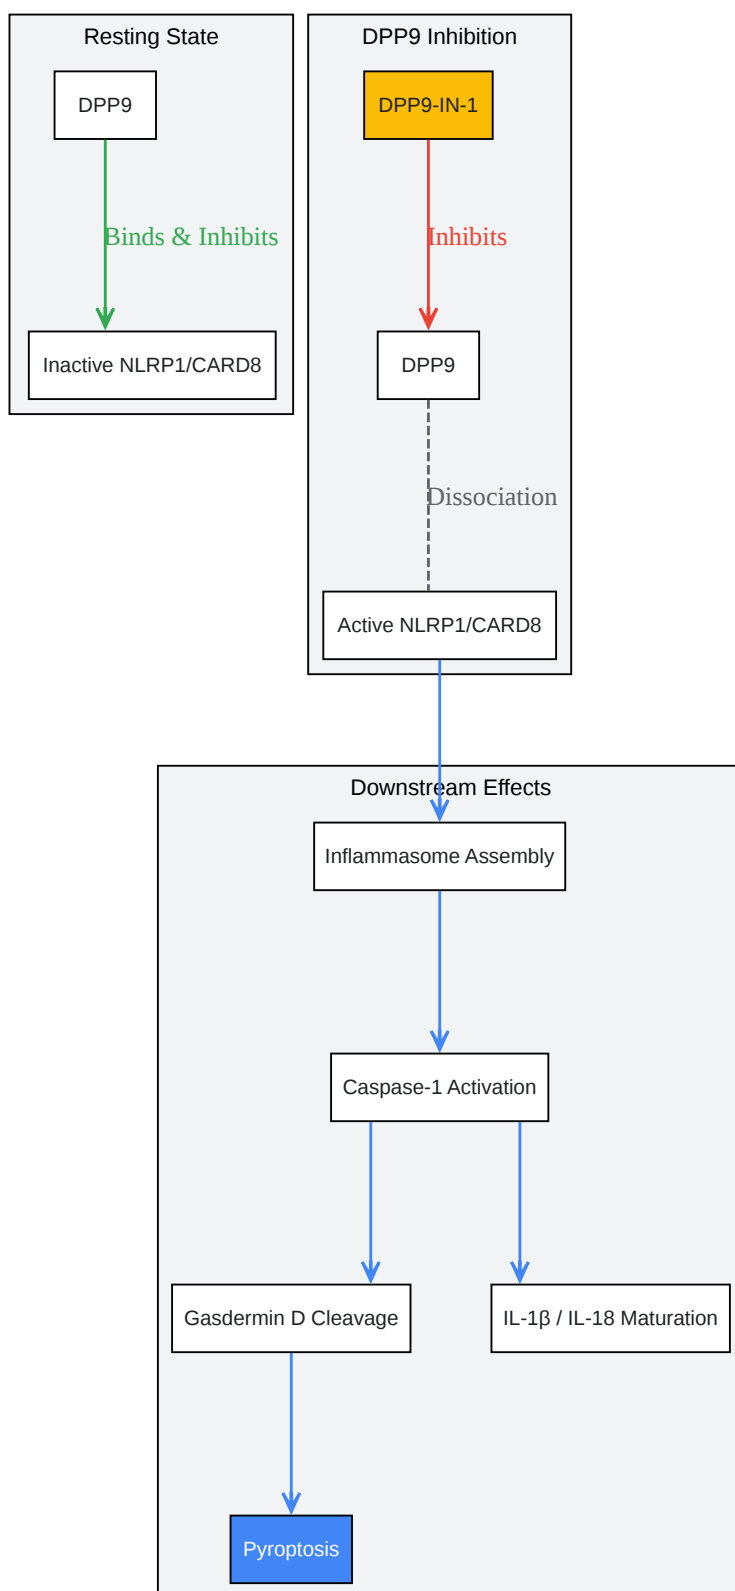 Resting State
DPP9
Binds & Inhibits
Inactive NLRP1/CARD8
DPP9 Inhibition
DPP9-IN-1
Inhibits
DPP9
Dissociation
Active NLRP1/CARD8
Downstream Effects
Inflammasome Assembly
Caspase-1 Activation
Gasdermin D Cleavage
IL-1β / IL-18 Maturation
Pyroptosis